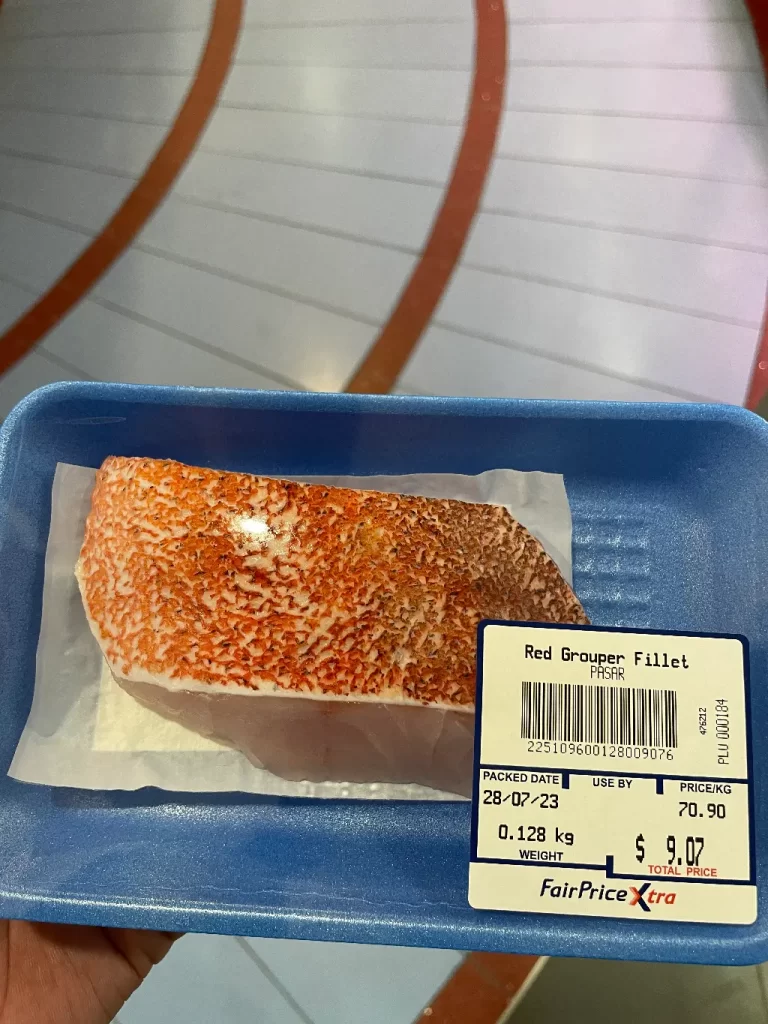 Red Grouper Fillet
PASAR
225109600128009076
476212
PLU 000184
PACKED DATE USE BY PRICE/KG
28/07/23 70.90
0.128 kg $ 9.07
WEIGHT TOTAL PRICE
FairPrice Xtra